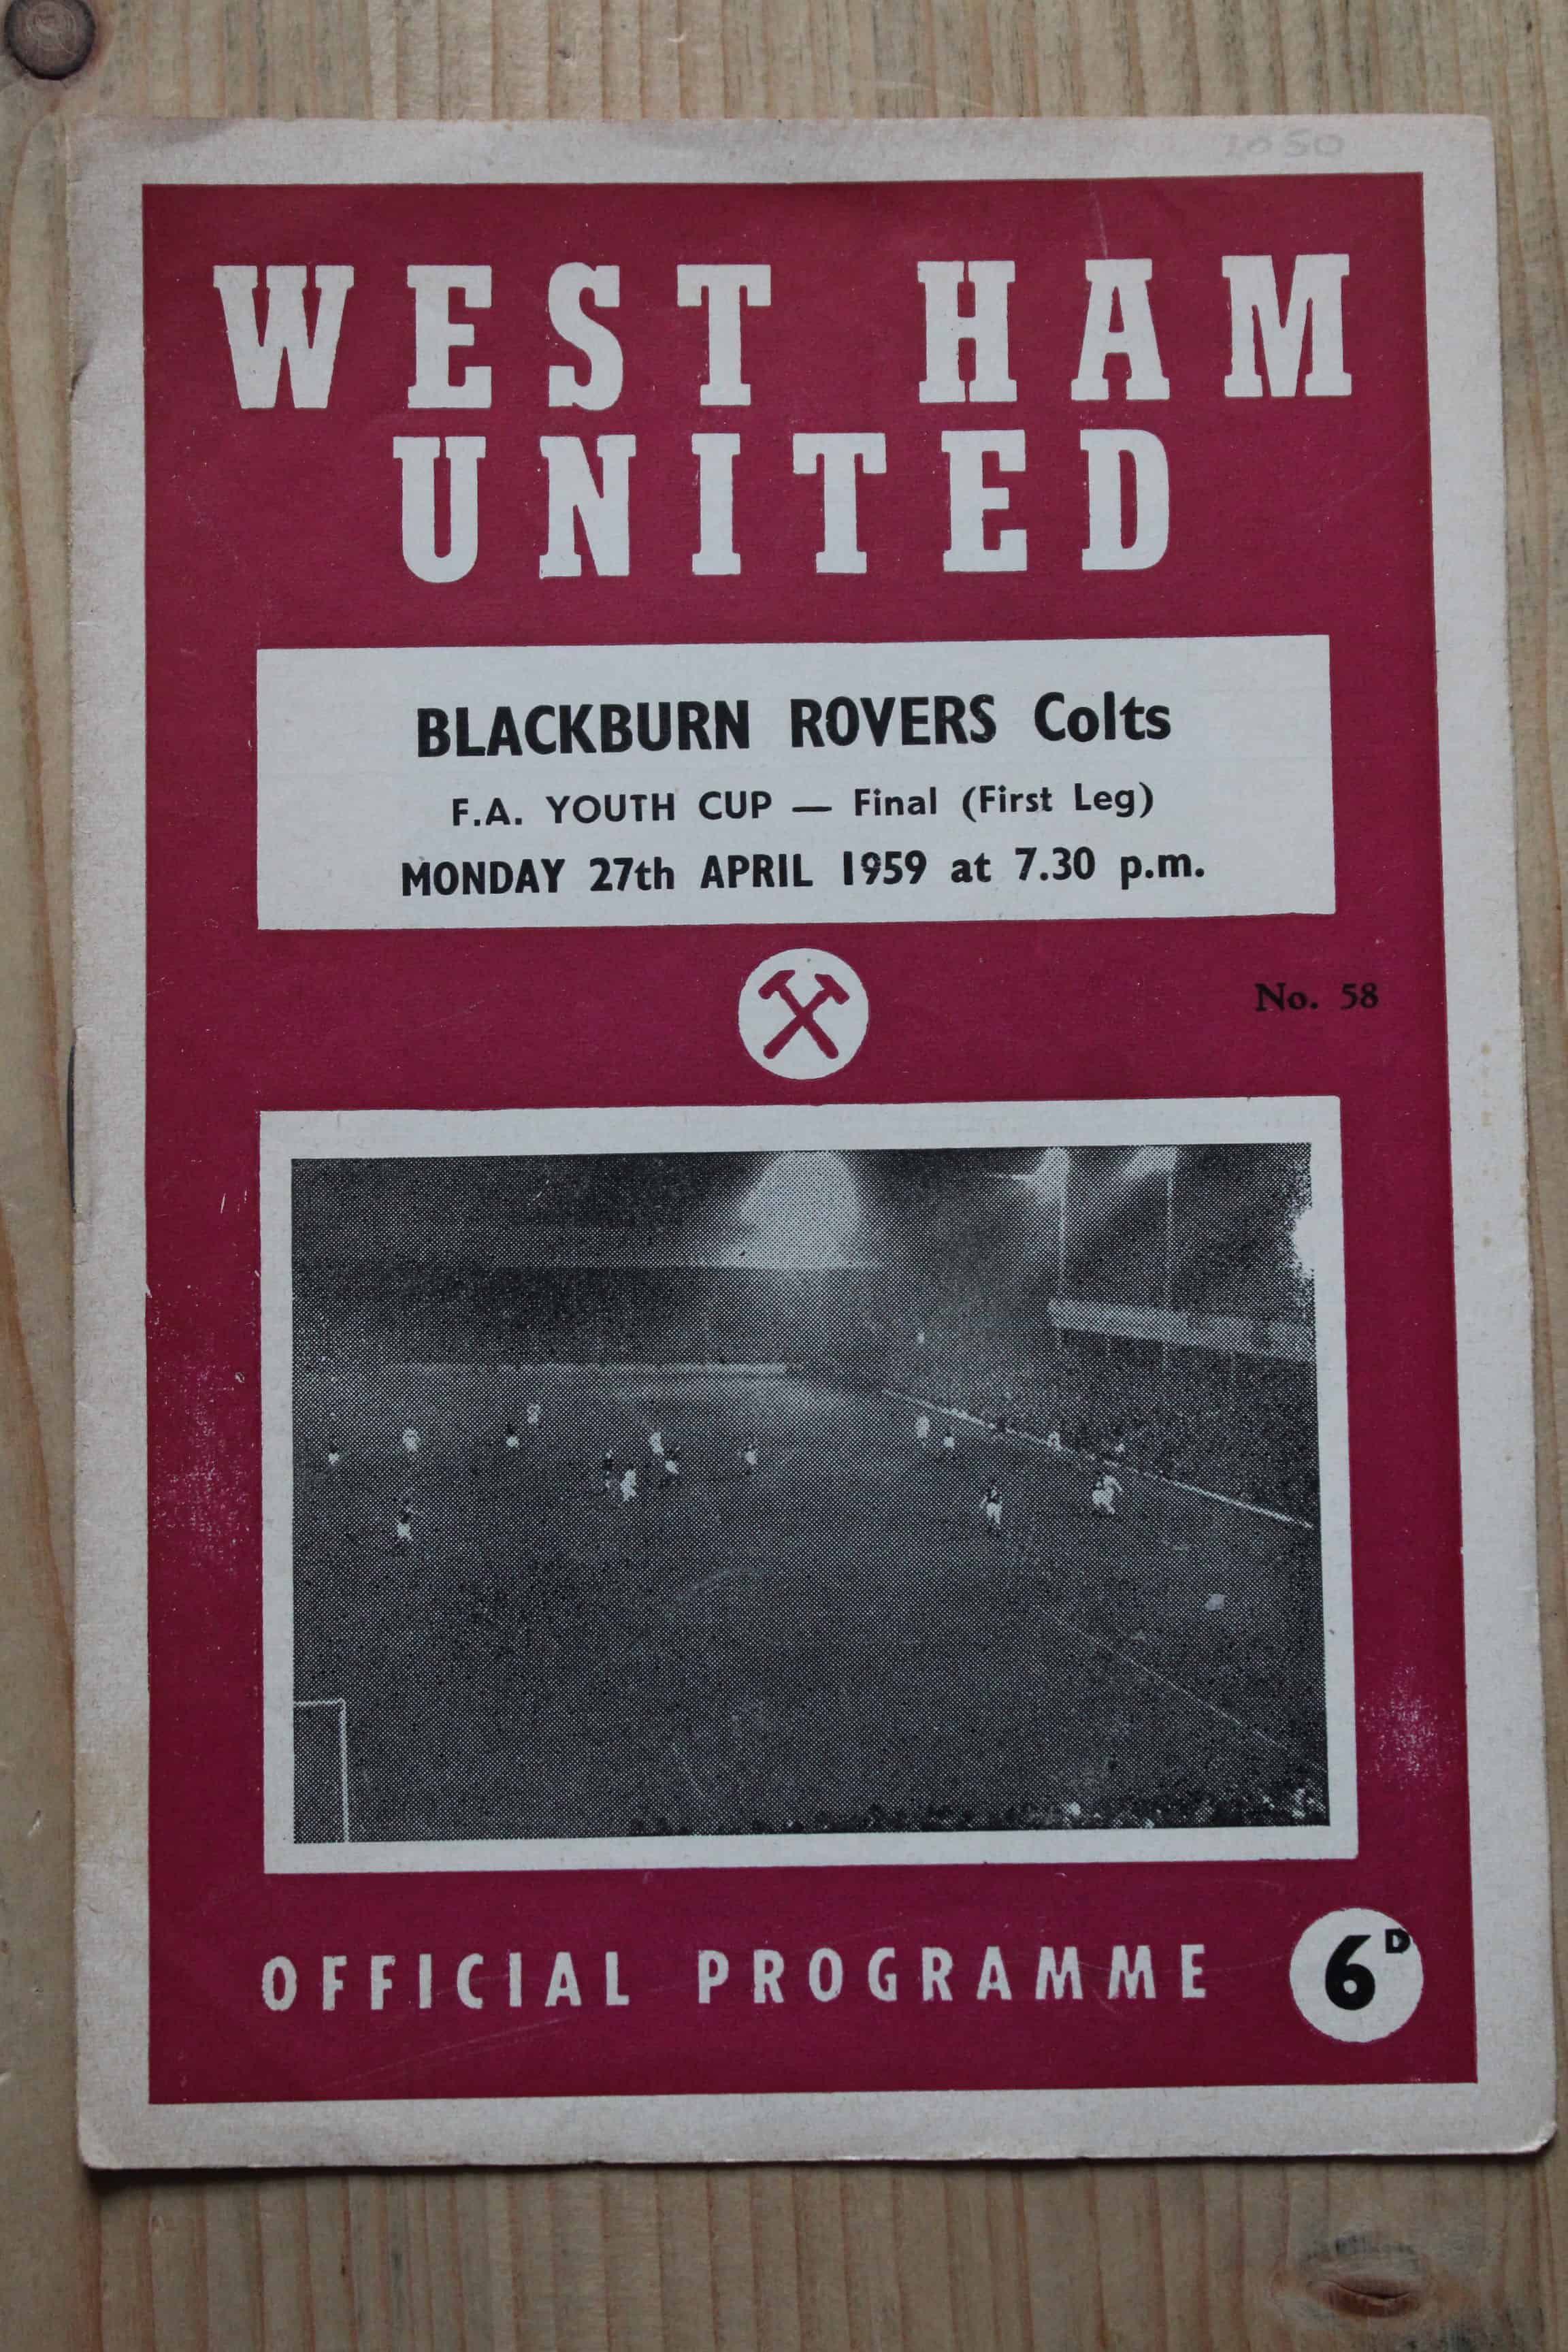 WEST HAM
UNITED
BLACKBURN ROVERS Colts
F.A. YOUTH CUP — Final (First Leg)
MONDAY 27th APRIL 1959 at 7.30 p.m.
No. 58
OFFICIAL PROGRAMME 6D